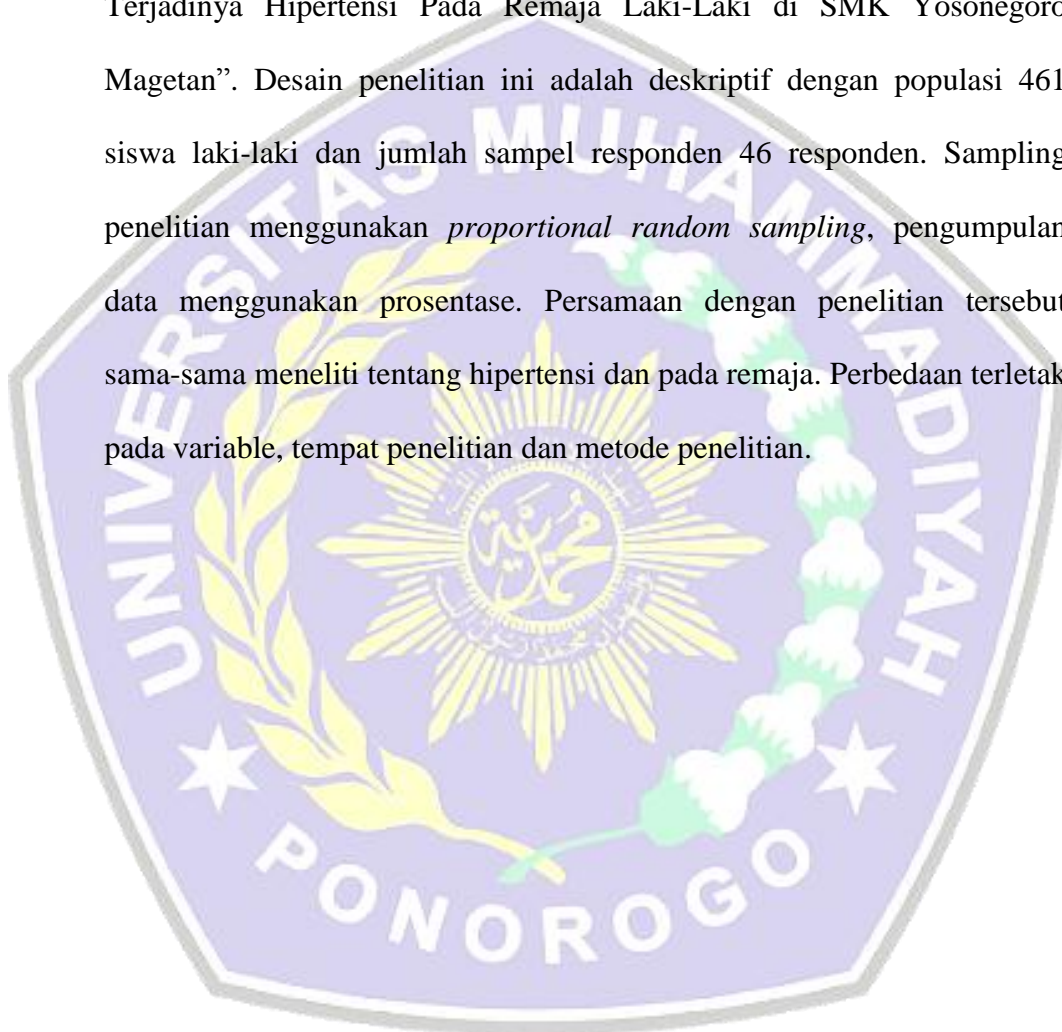 Terjadinya Hipertensi Pada Remaja Laki-Laki di SMK Yosonegoro
Magetan”. Desain penelitian ini adalah deskriptif dengan populasi 461
siswa laki-laki dan jumlah sampel responden 46 responden. Sampling
penelitian menggunakan proportional random sampling, pengumpulan
data menggunakan prosentase. Persamaan dengan penelitian tersebut
sama-sama meneliti tentang hipertensi dan pada remaja. Perbedaan terletak
pada variable, tempat penelitian dan metode penelitian.
UNIVERSITAS MUHAMMADIYAH
PONOROGO